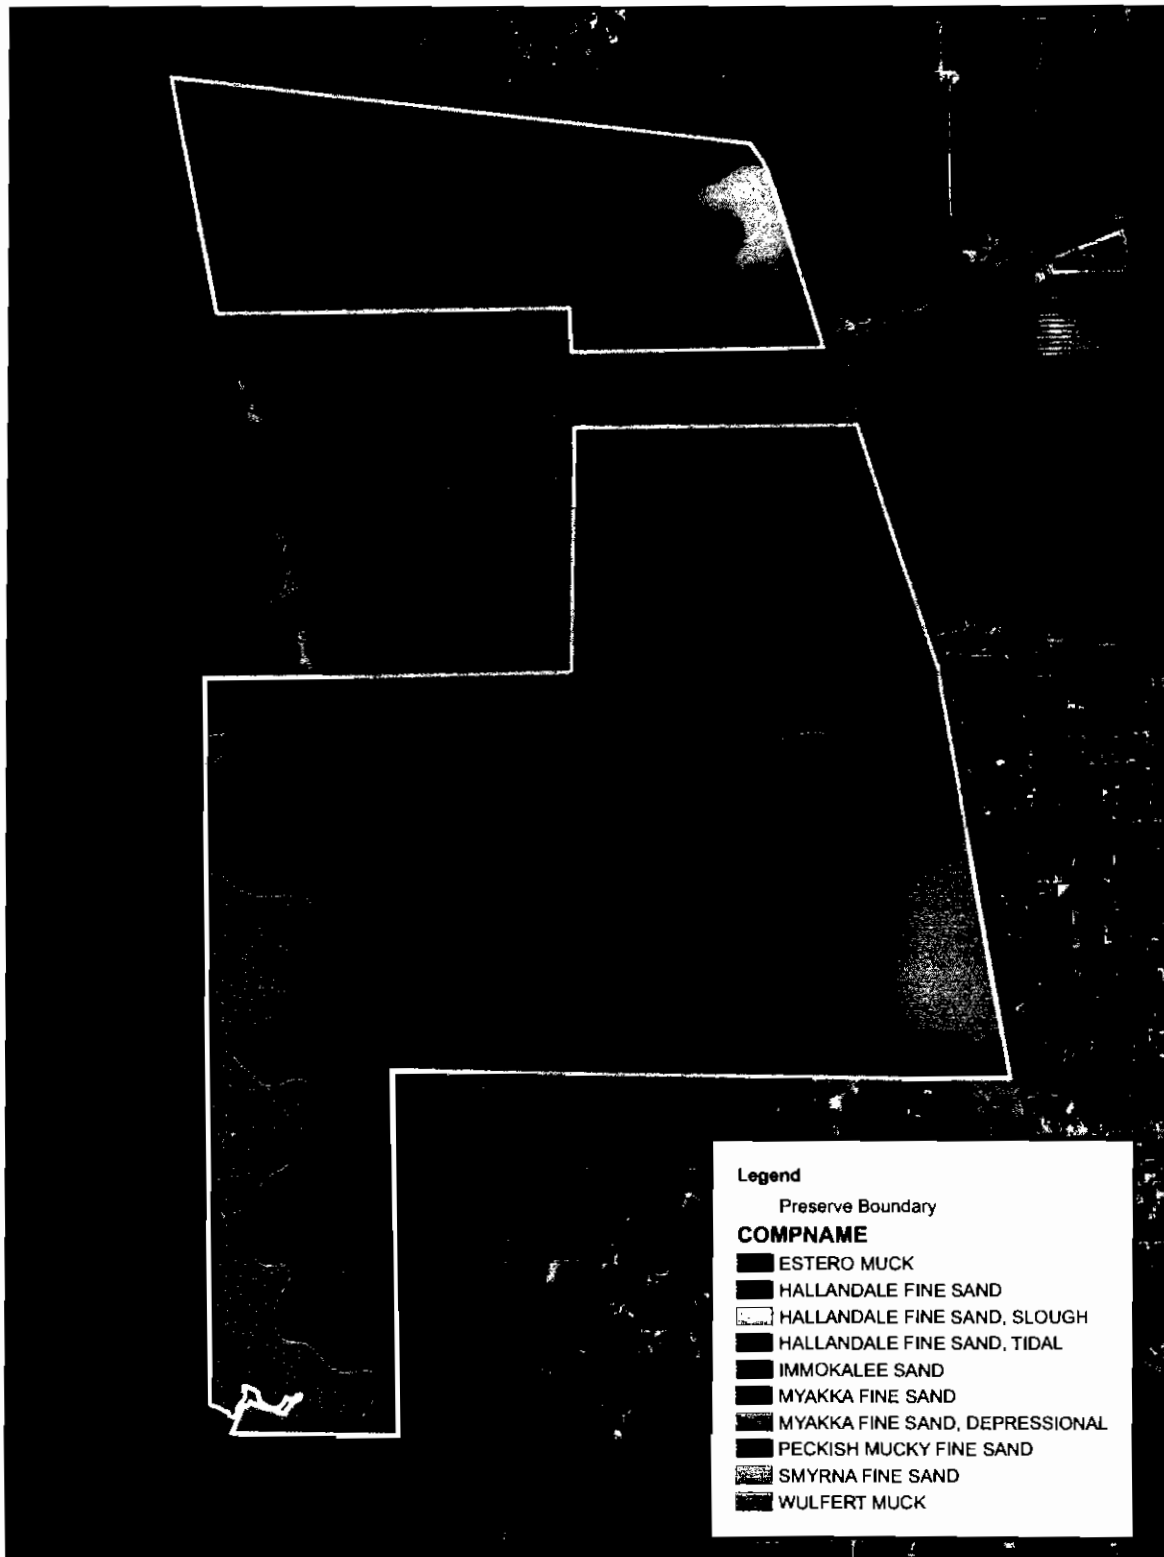 Legend
Preserve Boundary
COMPNAME
ESTERO MUCK
HALLANDALE FINE SAND
HALLANDALE FINE SAND, SLOUGH
HALLANDALE FINE SAND, TIDAL
IMMOKALEE SAND
MYAKKA FINE SAND
MYAKKA FINE SAND, DEPRESSIONAL
PECKISH MUCKY FINE SAND
SMYRNA FINE SAND
WULFERT MUCK